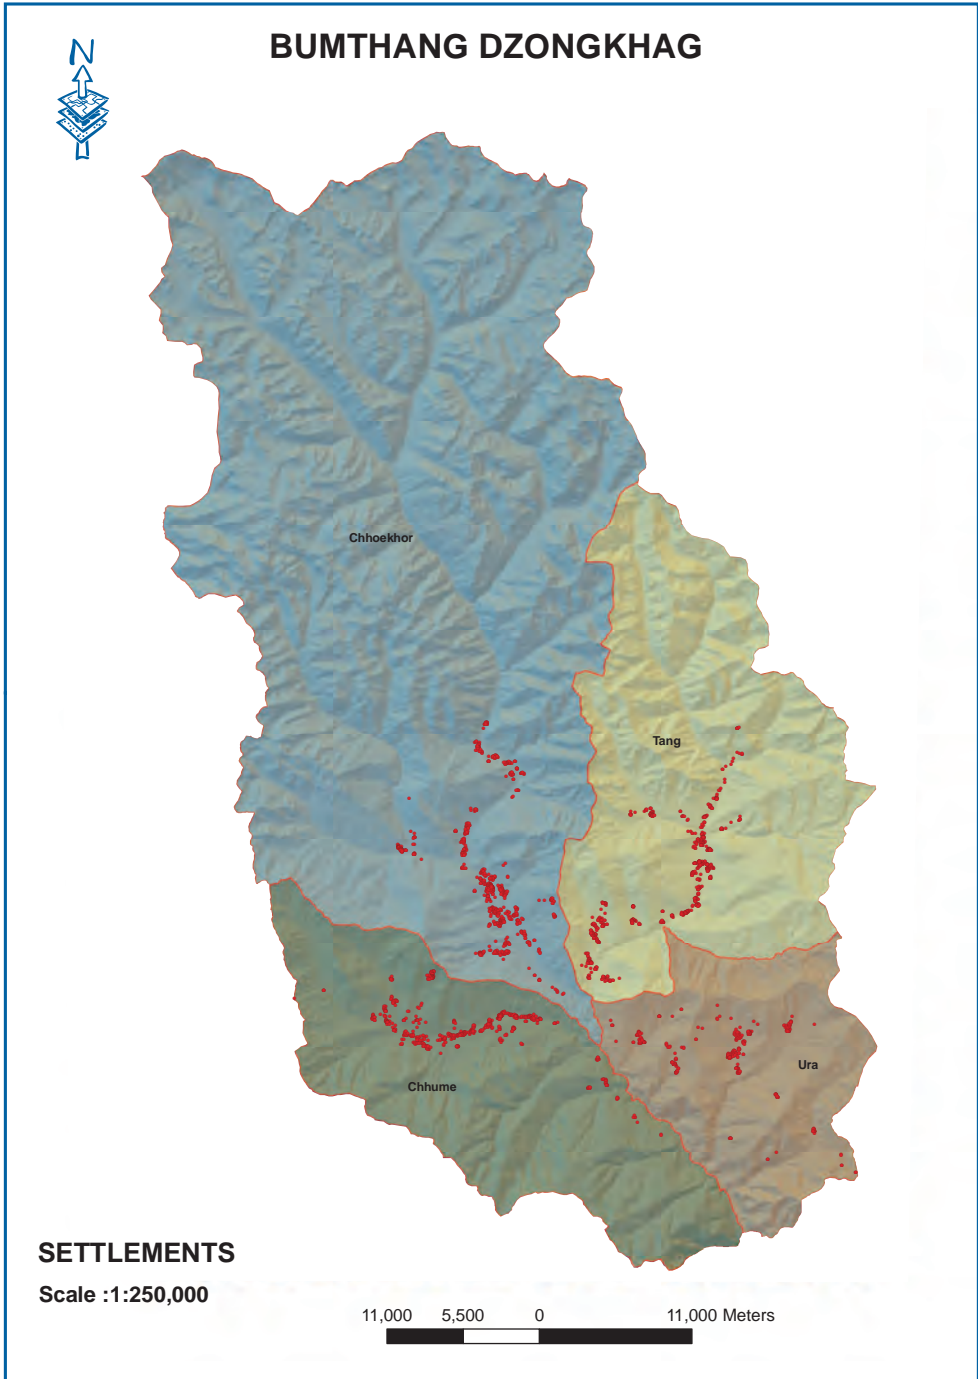 BUMTHANG DZONGKHAG
N
Chhoekhor
Tang
Ura
Chhume
SETTLEMENTS
Scale :1:250,000
11,000 5,500 0 11,000 Meters